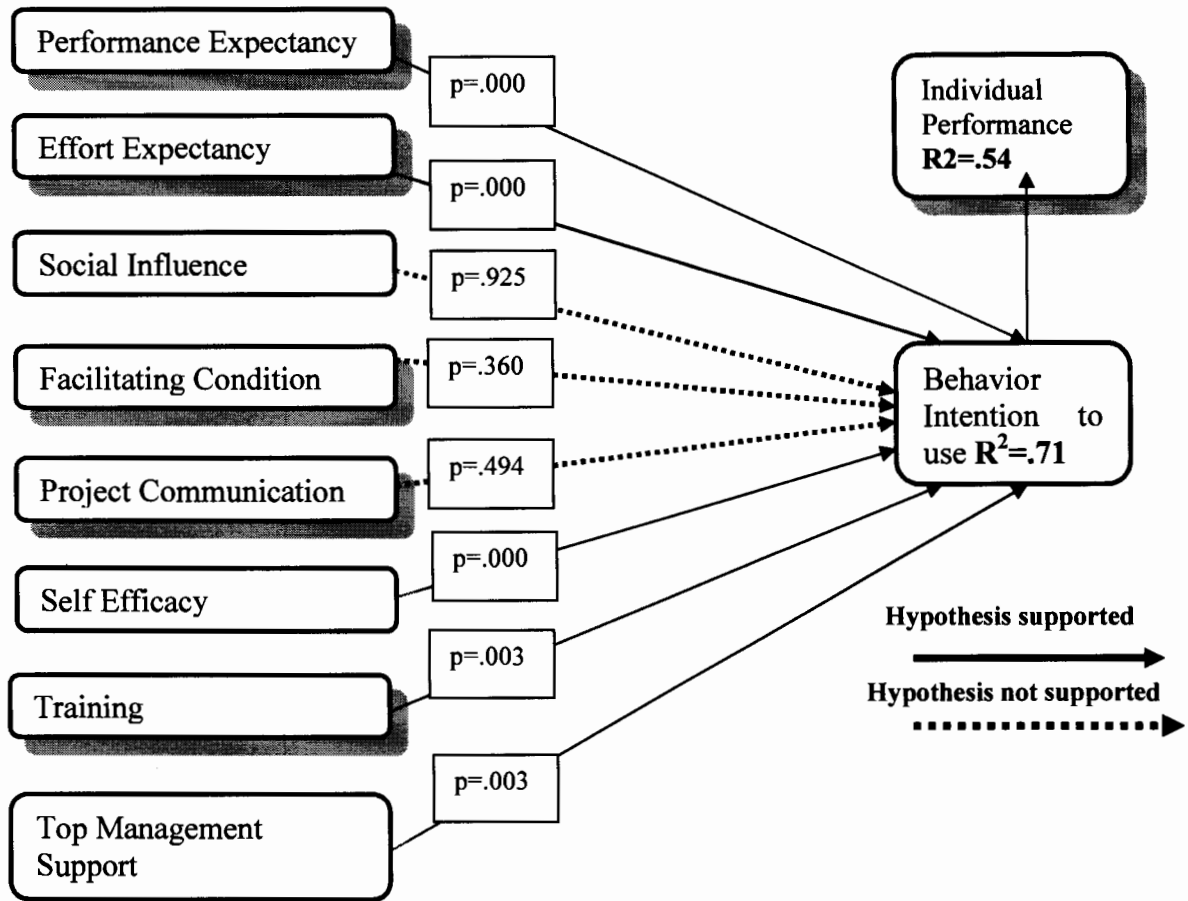 Performance Expectancy
p=.000
Effort Expectancy
p=.000
Social Influence
p=.925
Facilitating Condition
p=.360
Project Communication
p=.494
Self Efficacy
p=.000
Training
p=.003
Top Management
Support
p=.003
Individual
Performance
R2=.54
Behavior
Intention to
use R²=.71
Hypothesis supported
Hypothesis not supported